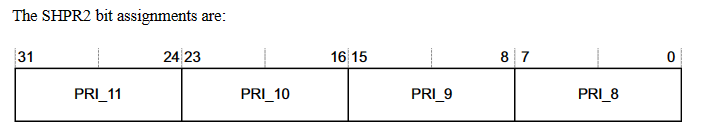 The SHPR2 bit assignments are:
31 24 23 16 15 8 7 0
PRI_11 PRI_10 PRI_9 PRI_8